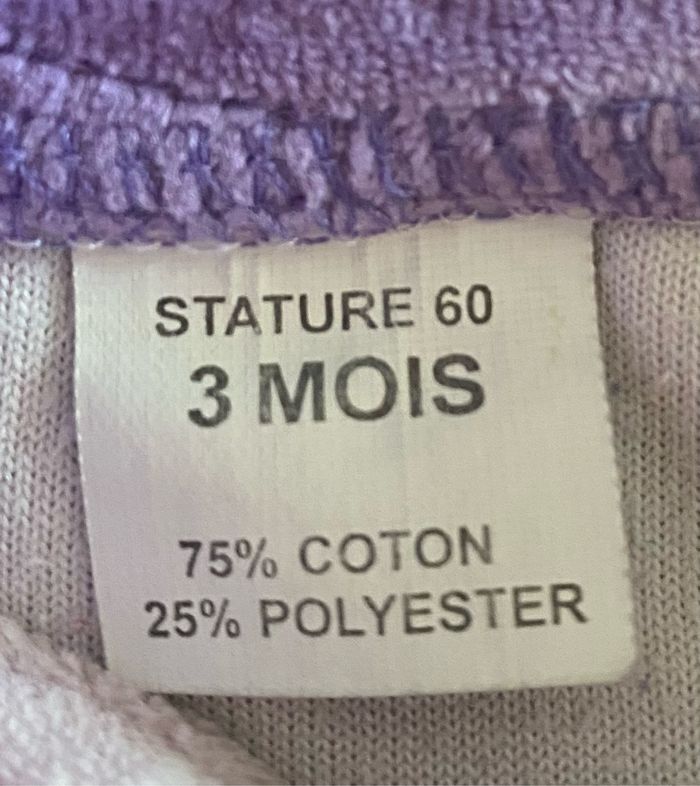 STATURE 60
3 MOIS
75% COTON
25% POLYESTER